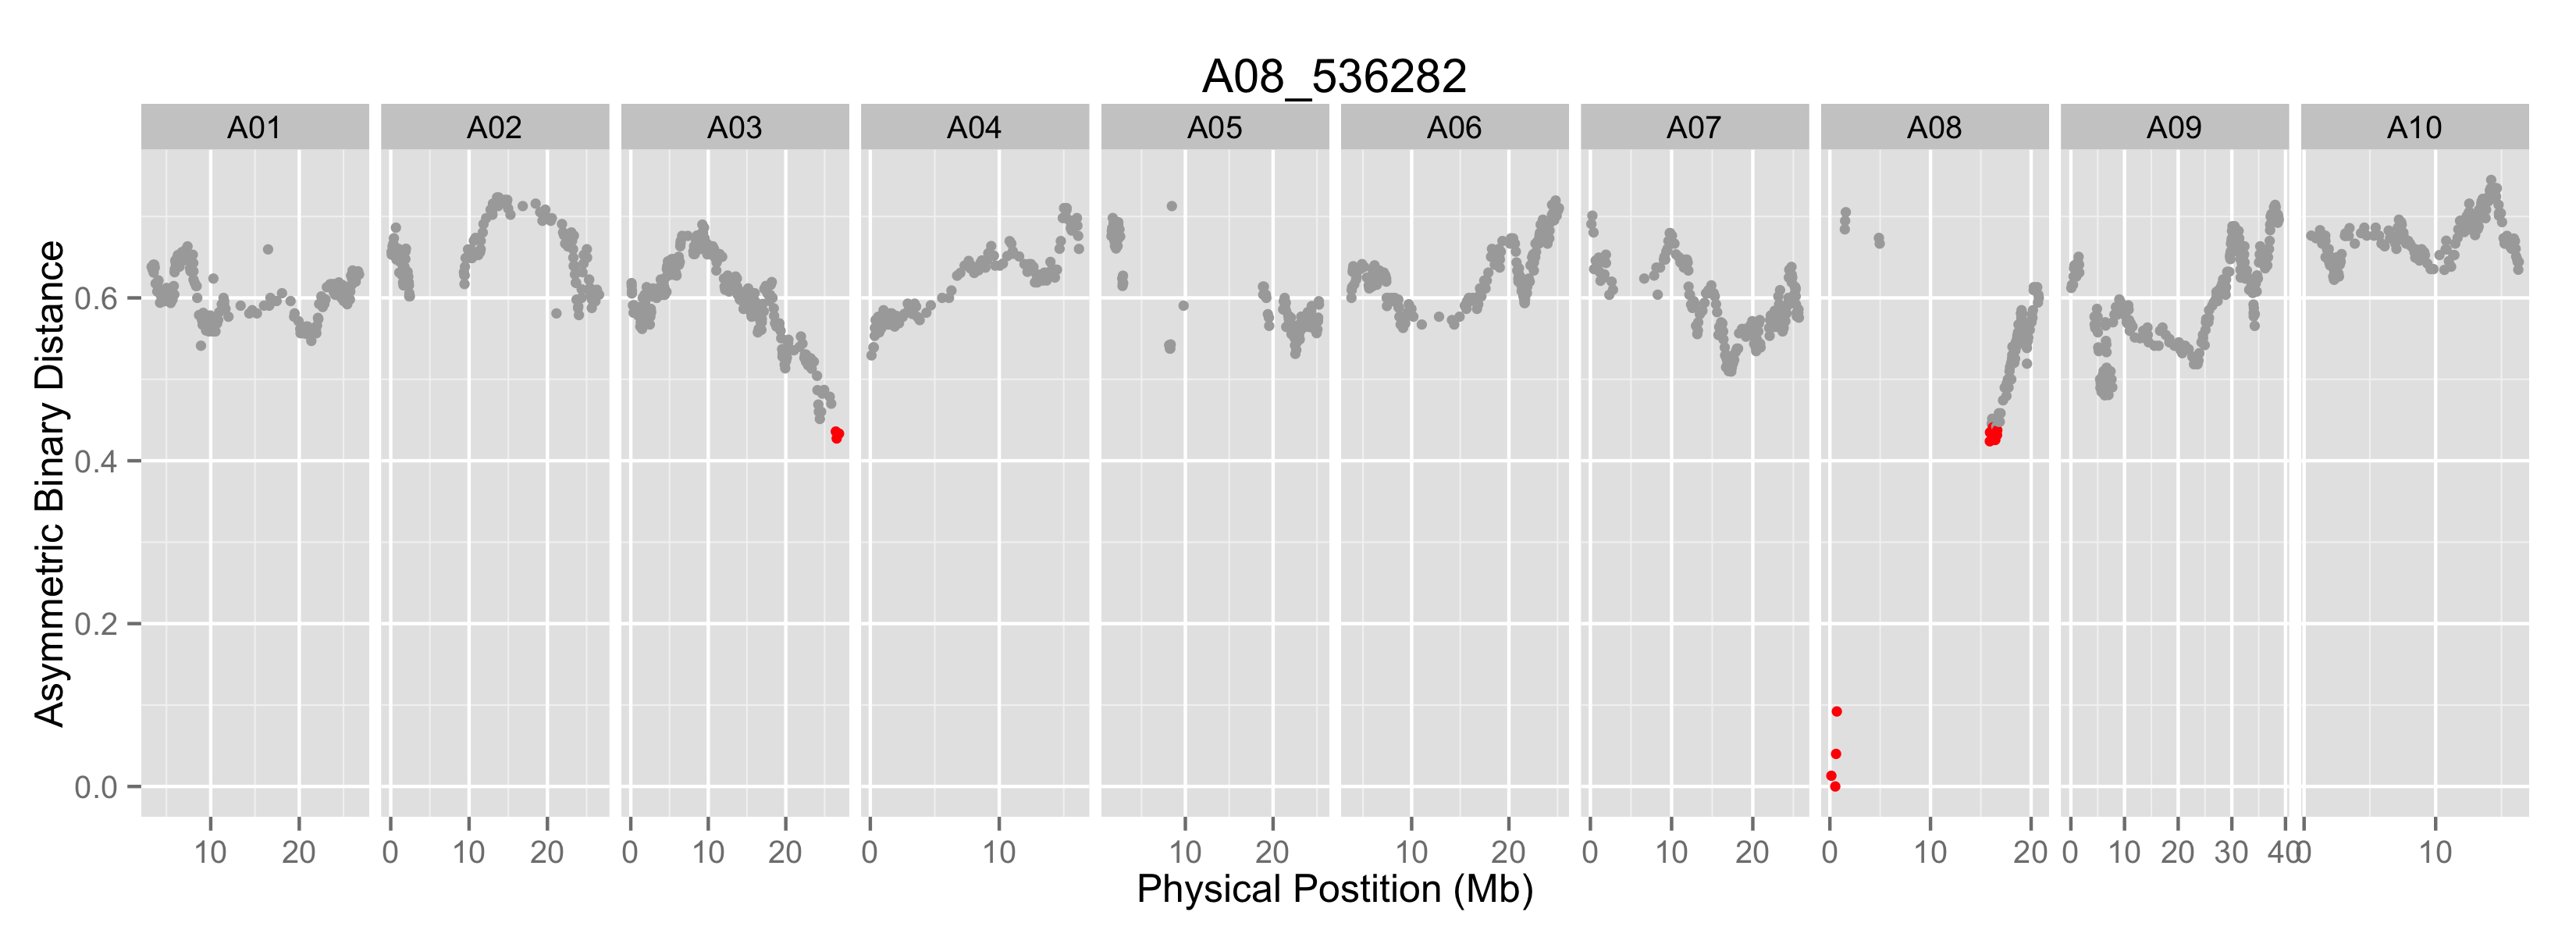 A08_536282
A01 A02 A03 A04 A05 A06 A07 A08 A09 A10
Asymmetric Binary Distance
0.6
0.4
0.2
0.0
10 20 0 10 20 0 10 20 0 10 10 20 10 20 0 10 20 0 10 20 0 10 20 30 40 0 10
Physical Postition (Mb)